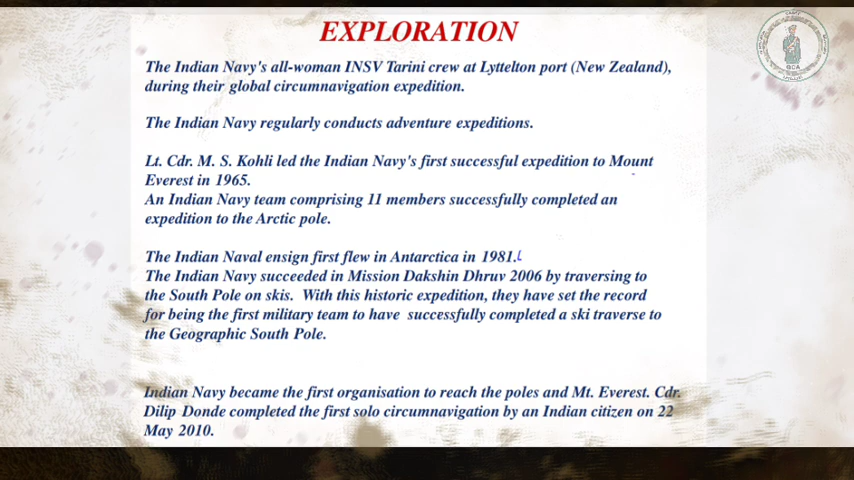 EXPLORATION
The Indian Navy's all-woman INSV Tarini crew at Lyttelton port (New Zealand),
during their global circumnavigation expedition.
The Indian Navy regularly conducts adventure expeditions.
Lt. Cdr. M. S. Kohli led the Indian Navy's first successful expedition to Mount
Everest in 1965.
An Indian Navy team comprising 11 members successfully completed an
expedition to the Arctic pole.
The Indian Naval ensign first flew in Antarctica in 1981.[
The Indian Navy succeeded in Mission Dakshin Dhruv 2006 by traversing to
the South Pole on skis. With this historic expedition, they have set the record
for being the first military team to have successfully completed a ski traverse to
the Geographic South Pole.
Indian Navy became the first organisation to reach the poles and Mt. Everest. Cdr.
Dilip Donde completed the first solo circumnavigation by an Indian citizen on 22
May 2010.
GCA